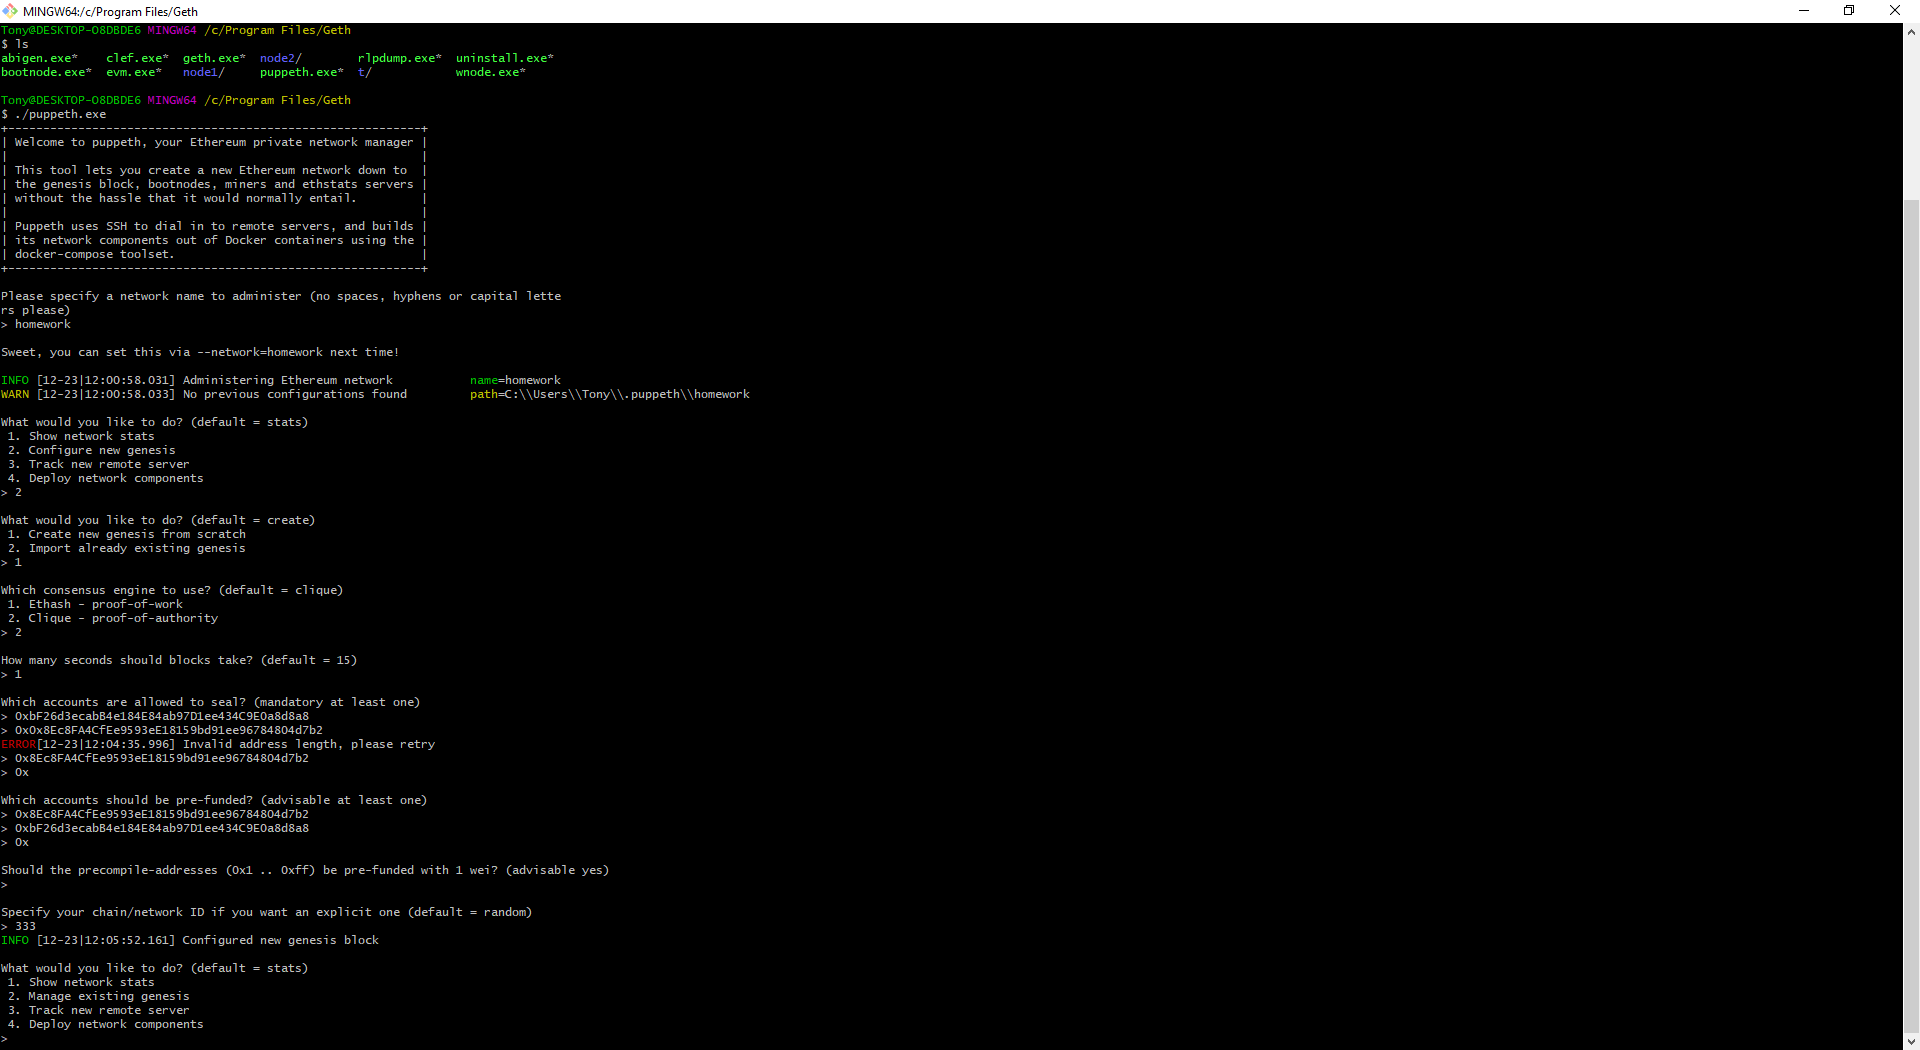 MINGW64:/c/Program Files/Geth
Tony@DESKTOP-O8DBDE6 MINGW64 /c/Program Files/Geth
$ ls
abigen.exe* clef.exe* geth.exe* node2/ rlpdump.exe* uninstall.exe*
bootnode.exe* evm.exe* node1/ puppeth.exe* t/ wnode.exe*
Tony@DESKTOP-O8DBDE6 MINGW64 /c/Program Files/Geth
$ ./puppeth.exe
+-----------------------------------------------------------+
| Welcome to puppeth, your Ethereum private network manager |
| |
| This tool lets you create a new Ethereum network down to |
| the genesis block, bootnodes, miners and ethstats servers |
| without the hassle that it would normally entail. |
| |
| Puppeth uses SSH to dial in to remote servers, and builds |
| its network components out of Docker containers using the |
| docker-compose toolset. |
+-----------------------------------------------------------+
Please specify a network name to administer (no spaces, hyphens or capital lette
rs please)
> homework
Sweet, you can set this via --network=homework next time!
INFO [12-23|12:00:58.031] Administering Ethereum network name=homework
WARN [12-23|12:00:58.033] No previous configurations found path=C:\\Users\\Tony\\.puppeth\\homework
What would you like to do? (default = stats)
1. Show network stats
2. Configure new genesis
3. Track new remote server
4. Deploy network components
> 2
What would you like to do? (default = create)
1. Create new genesis from scratch
2. Import already existing genesis
> 1
Which consensus engine to use? (default = clique)
1. Ethash - proof-of-work
2. Clique - proof-of-authority
> 2
How many seconds should blocks take? (default = 15)
> 1
Which accounts are allowed to seal? (mandatory at least one)
> 0xbF26d3ecabB4e184E84ab97D1ee434C9E0a8d8a8
> 0x0x8Ec8FA4CfEe9593eE18159bd91ee96784804d7b2
ERROR[12-23|12:04:35.996] Invalid address length, please retry
> 0x8Ec8FA4CfEe9593eE18159bd91ee96784804d7b2
> 0x
Which accounts should be pre-funded? (advisable at least one)
> 0x8Ec8FA4CfEe9593eE18159bd91ee96784804d7b2
> 0xbF26d3ecabB4e184E84ab97D1ee434C9E0a8d8a8
> 0x
Should the precompile-addresses (0x1 .. 0xff) be pre-funded with 1 wei? (advisable yes)
>
Specify your chain/network ID if you want an explicit one (default = random)
> 333
INFO [12-23|12:05:52.161] Configured new genesis block
What would you like to do? (default = stats)
1. Show network stats
2. Manage existing genesis
3. Track new remote server
4. Deploy network components
>